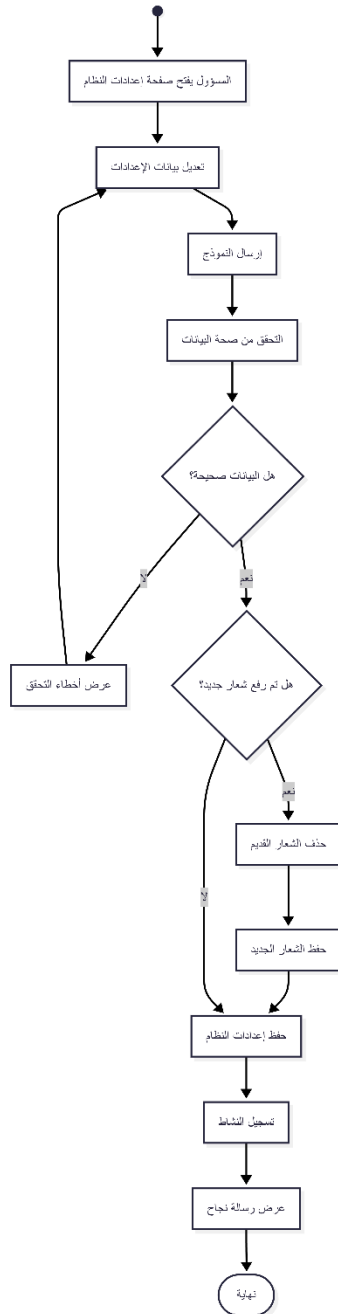 المسؤول يفتح صفحة اعدادات النظام
تعديل بيانات الإعدادات
إرسال النموذج
التحقق من صحة البيانات
هل البيانات صحيحة؟
لا
نعم
عرض أخطاء التحقق
هل تم رفع شعار جديد؟
نعم
حذف الشعار القديم
لا
حفظ الشعار الجديد
حفظ إعدادات النظام
تسجيل النشاط
عرض رسالة نجاح
نهاية